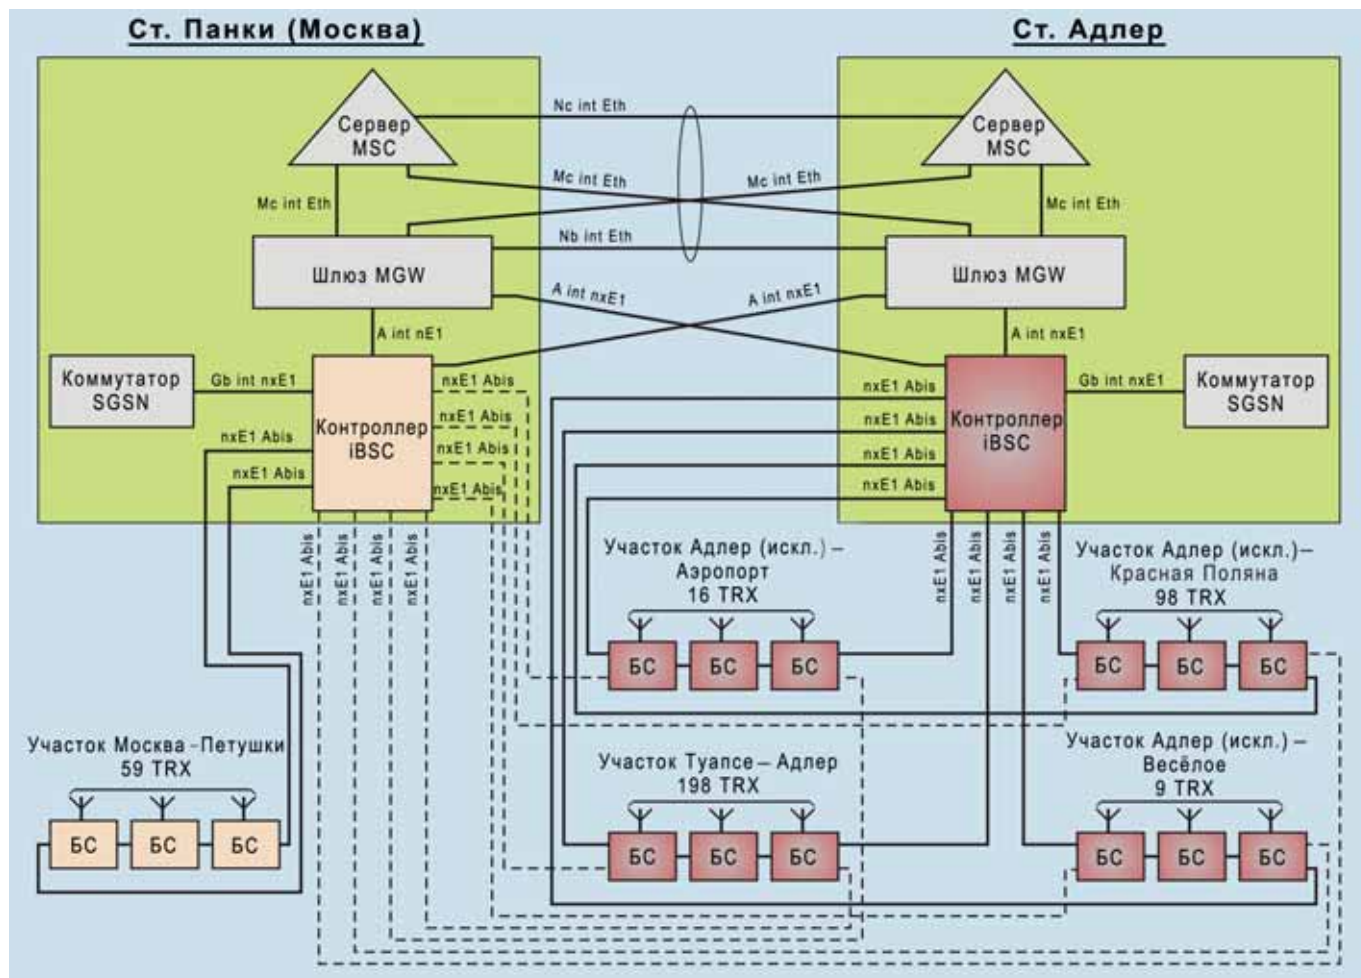 Ст. Панки (Москва)
Ст. Адлер
Сервер
MSC
Nc int Eth
Сервер
MSC
Mc int Eth
Mc int Eth
Mc int Eth
Mc int Eth
Nb int Eth
Шлюз MGW
Шлюз MGW
A int nxE1
A int nxE1
A int nE1
A int nxE1
Коммутатор
SGSN
Gb int nxE1
Контроллер
iBSC
nxE1 Abis
nxE1 Abis
nxE1 Abis
nxE1 Abis
nxE1 Abis
nxE1 Abis
nxE1 Abis
nxE1 Abis
nxE1 Abis
nxE1 Abis
nxE1 Abis
nxE1 Abis
nxE1 Abis
nxE1 Abis
Контроллер
iBSC
Gb int nxE1
Коммутатор
SGSN
nxE1 Abis
nxE1 Abis
nxE1 Abis
nxE1 Abis
Участок Адлер (искл.) –
Аэропорт
16 TRX
БС БС БС
Участок Адлер (искл.)–
Красная Поляна
98 TRX
БС БС БС
Участок Москва –Петушки
59 TRX
БС БС БС
Участок Туапсе – Адлер
198 TRX
БС БС БС
Участок Адлер (искл.) –
Весёлое
9 TRX
БС БС БС